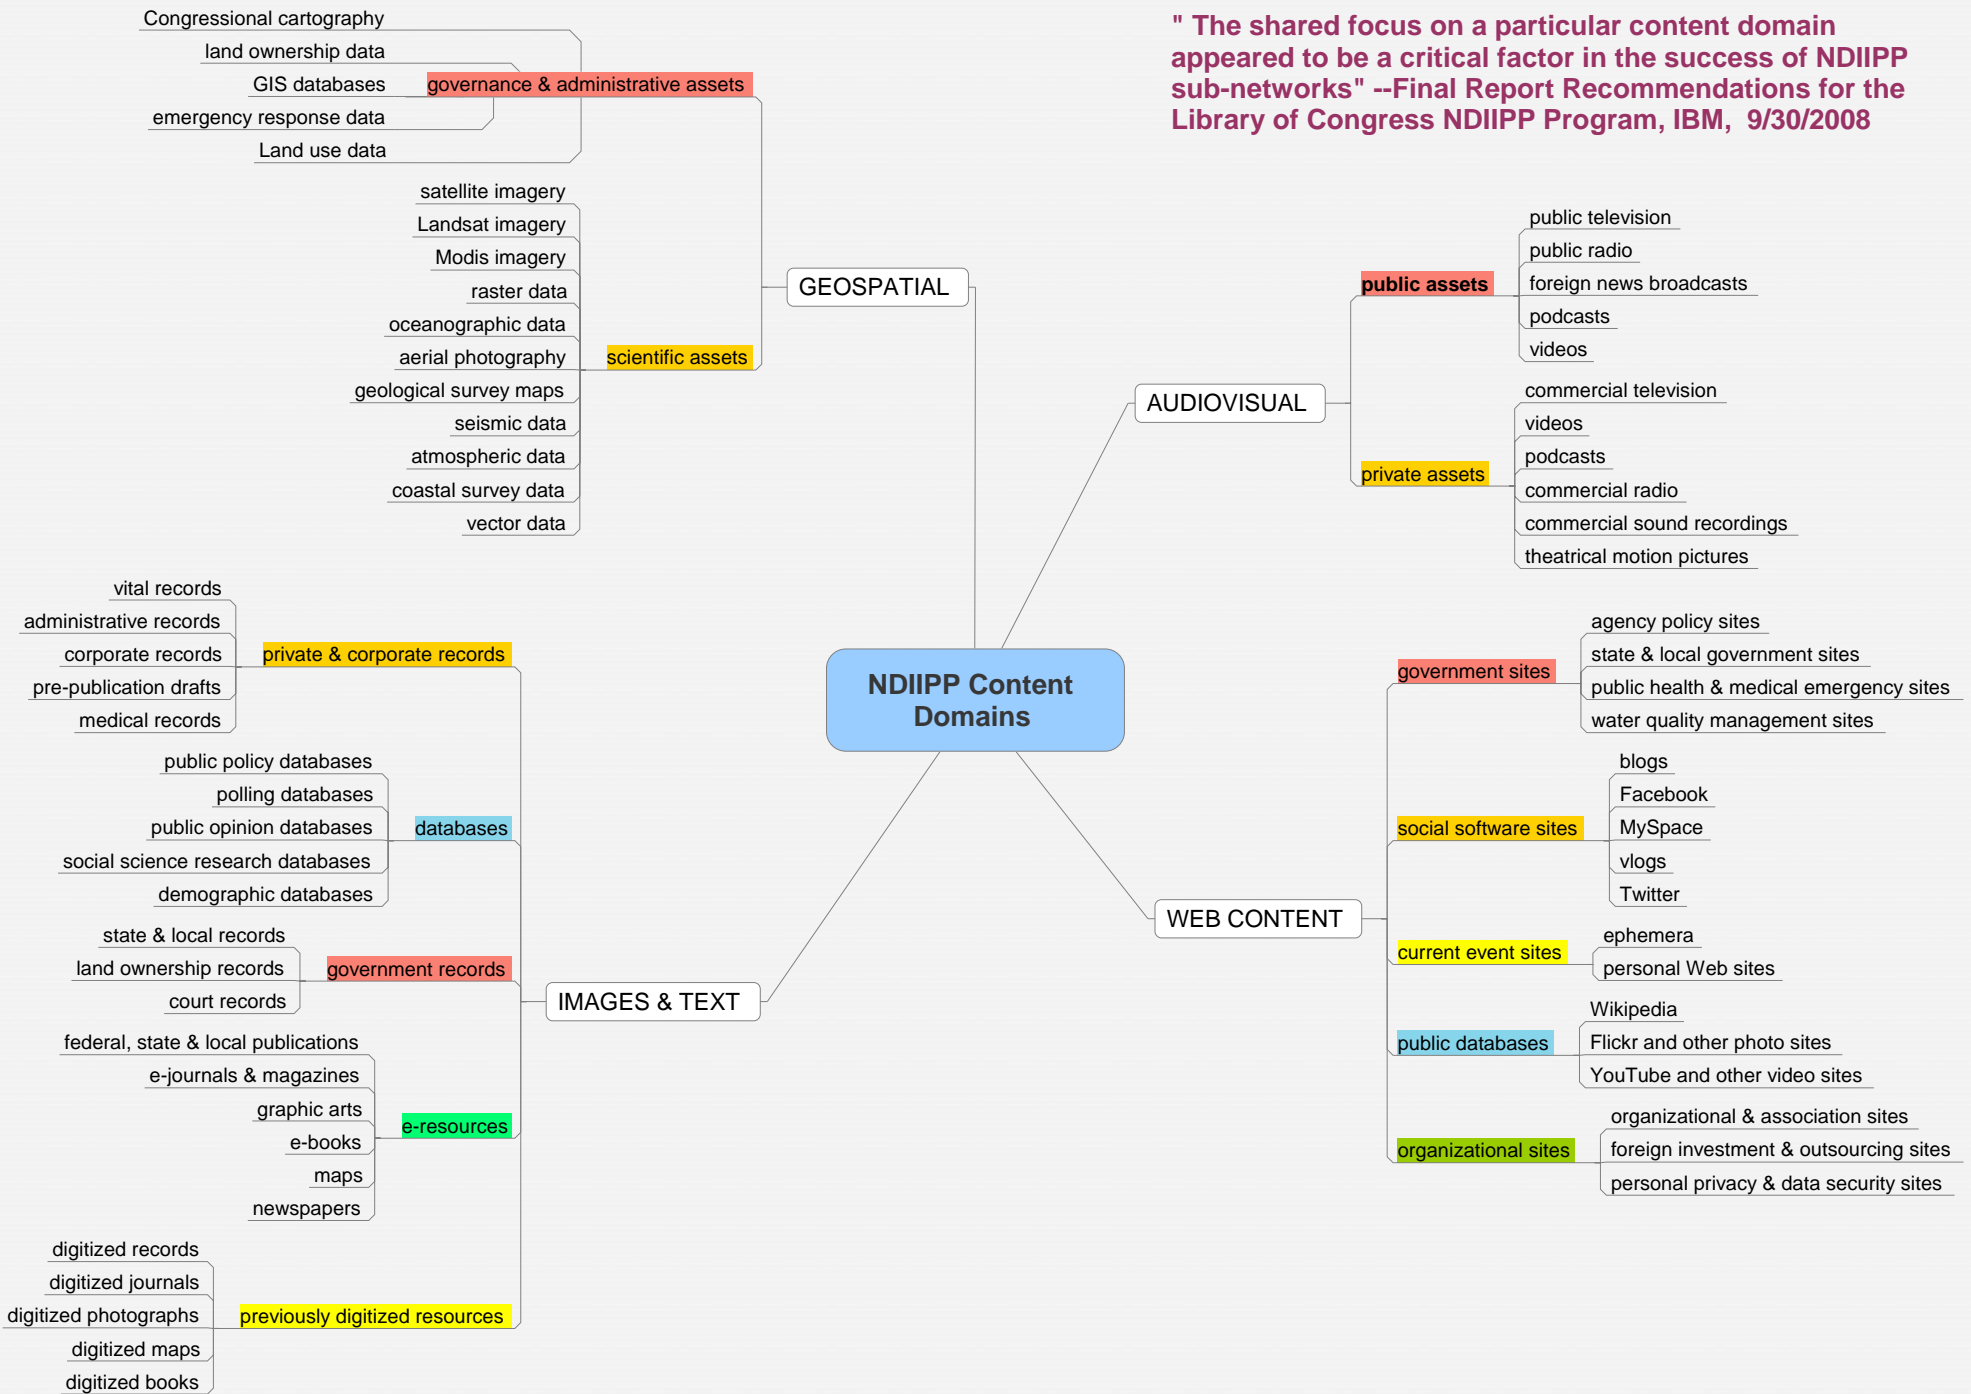 " The shared focus on a particular content domain
appeared to be a critical factor in the success of NDIIPP
sub-networks" --Final Report Recommendations for the
Library of Congress NDIIPP Program, IBM,  9/30/2008
Congressional cartography
land ownership data
GIS databases
emergency response data
Land use data
governance & administrative assets
satellite imagery
Landsat imagery
Modis imagery
raster data
oceanographic data
aerial photography
geological survey maps
seismic data
atmospheric data
coastal survey data
vector data
scientific assets
GEOSPATIAL
public television
public radio
foreign news broadcasts
podcasts
videos
public assets
commercial television
videos
podcasts
commercial radio
commercial sound recordings
theatrical motion pictures
private assets
AUDIOVISUAL
NDIIPP Content
Domains
vital records
administrative records
corporate records
pre-publication drafts
medical records
private & corporate records
public policy databases
polling databases
public opinion databases
social science research databases
demographic databases
databases
state & local records
land ownership records
court records
government records
IMAGES & TEXT
federal, state & local publications
e-journals & magazines
graphic arts
e-books
maps
newspapers
e-resources
digitized records
digitized journals
digitized photographs
digitized maps
digitized books
previously digitized resources
agency policy sites
state & local government sites
public health & medical emergency sites
water quality management sites
government sites
blogs
Facebook
MySpace
vlogs
Twitter
social software sites
WEB CONTENT
ephemera
personal Web sites
current event sites
Wikipedia
Flickr and other photo sites
YouTube and other video sites
public databases
organizational & association sites
foreign investment & outsourcing sites
personal privacy & data security sites
organizational sites